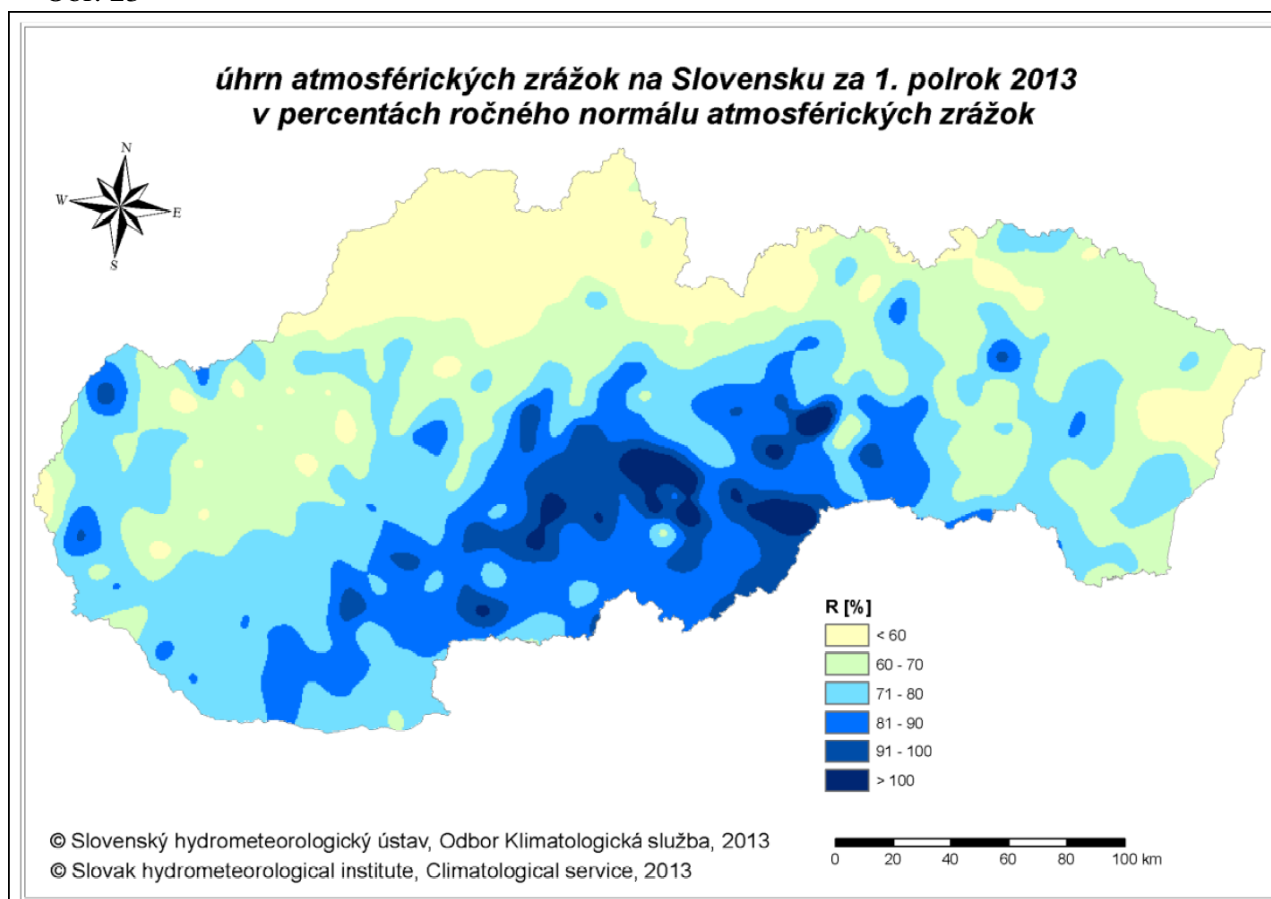 úhrn atmosférických zrážok na Slovensku za 1. polrok 2013
v percentách ročného normálu atmosférických zrážok
N
W
E
S
R [%]
< 60
60 - 70
71 - 80
81 - 90
91 - 100
> 100
© Slovenský hydrometeorologický ústav, Odbor Klimatologická služba, 2013
© Slovak hydrometeorological institute, Climatological service, 2013
0 20 40 60 80 100 km